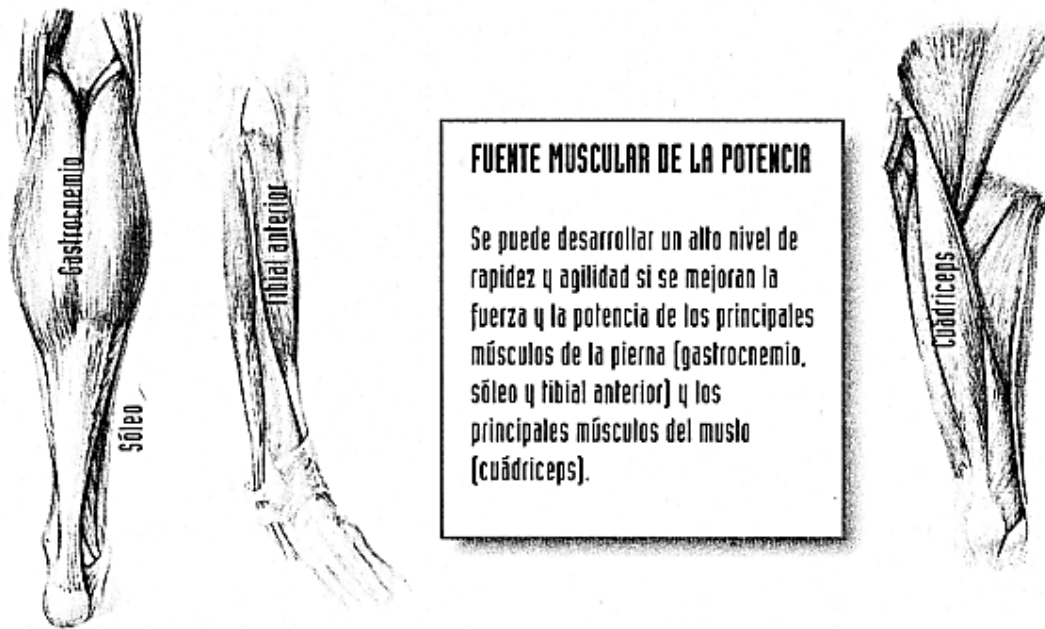 Gastrocnemio
Sóleo
Tibial anterior
FUENTE MUSCULAR DE LA POTENCIA
Se puede desarrollar un alto nivel de
rapidez y agilidad si se mejoran la
fuerza y la potencia de los principales
músculos de la pierna (gastrocnemio,
sóleo y tibial anterior) y los
principales músculos del muslo
(cuádriceps).
Cuádriceps